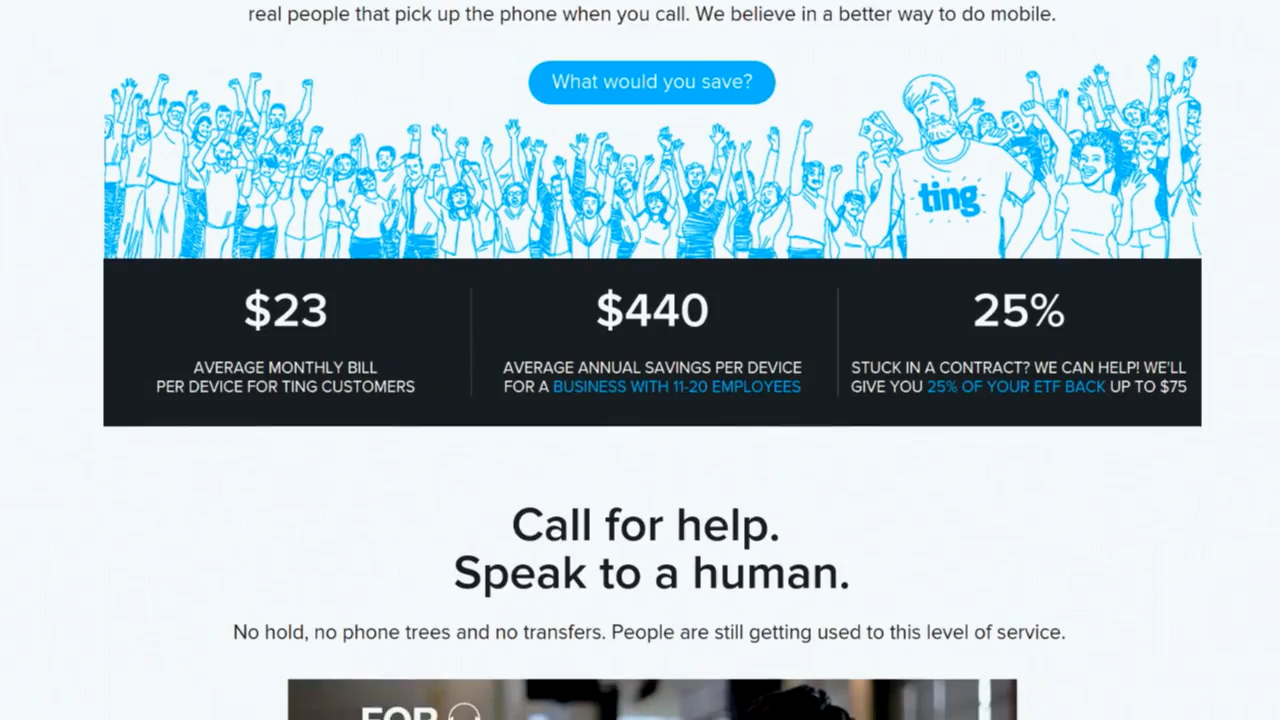 real people that pick up the phone when you call. We believe in a better way to do mobile.
What would you save?
ting
$23
AVERAGE MONTHLY BILL
PER DEVICE FOR TING CUSTOMERS
$440
AVERAGE ANNUAL SAVINGS PER DEVICE
FOR A BUSINESS WITH 11-20 EMPLOYEES
25%
STUCK IN A CONTRACT? WE CAN HELP! WE'LL
GIVE YOU 25% OF YOUR ETF BACK UP TO $75
Call for help.
Speak to a human.
No hold, no phone trees and no transfers. People are still getting used to this level of service.
FOR